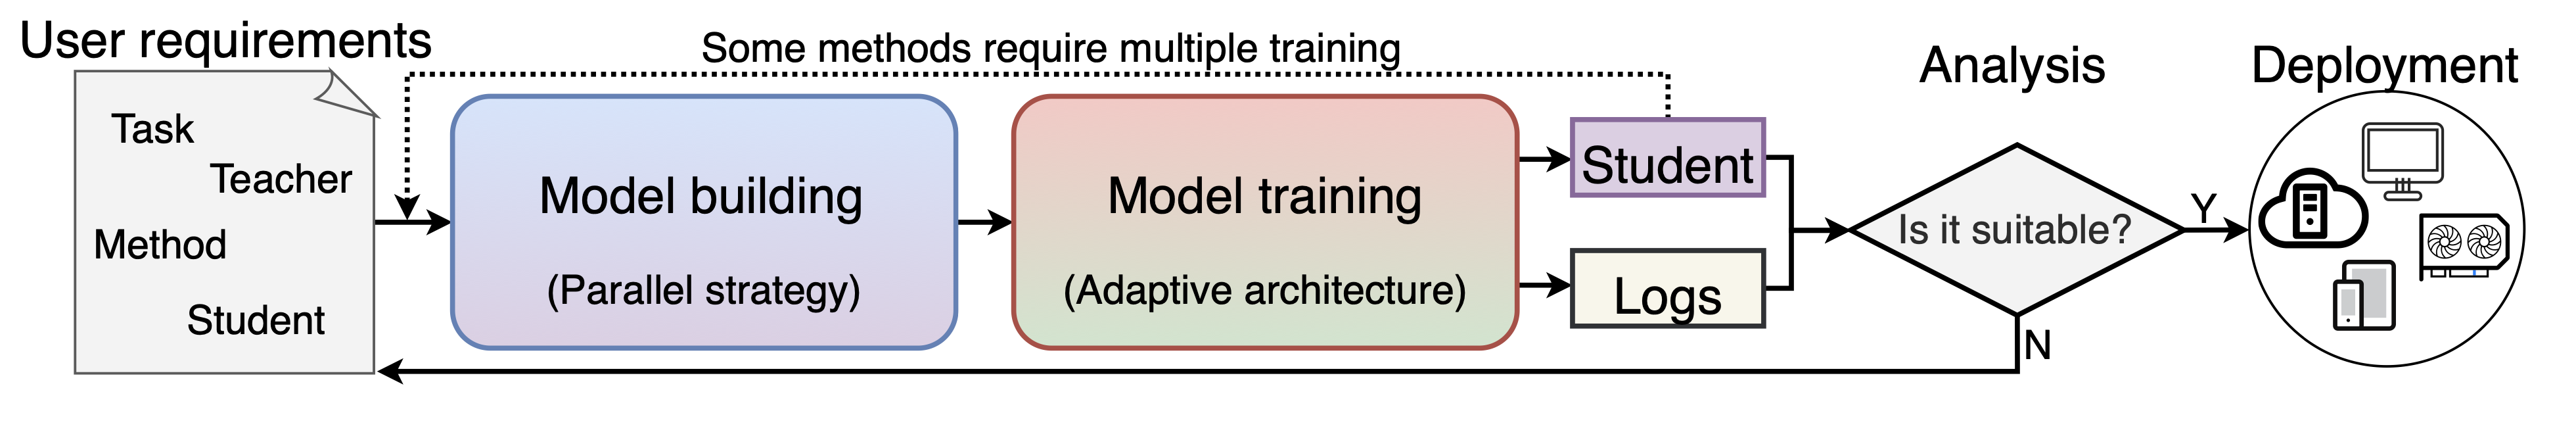 User requirements
Task
Teacher
Method
Student
Some methods require multiple training
Model building
(Parallel strategy)
Model training
(Adaptive architecture)
Student
Logs
Analysis
Is it suitable?
Y
N
Deployment